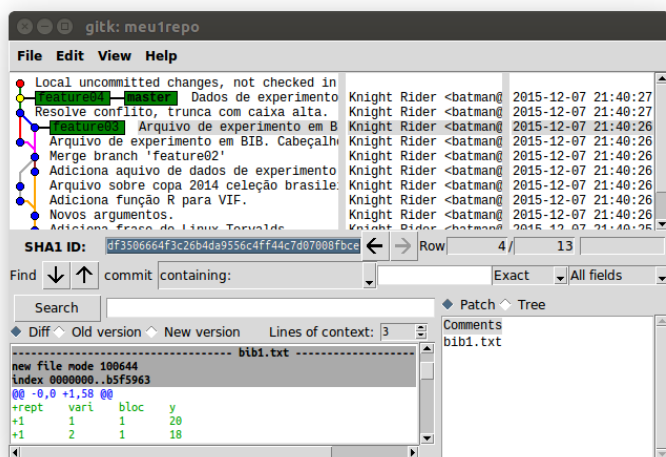 gitk: meu1repo
File Edit View Help
Local uncommitted changes, not checked in
feature04 master Dados de experimento Knight Rider <batman@ 2015-12-07 21:40:27
Resolve conflito, trunca com caixa alta. Knight Rider <batman@ 2015-12-07 21:40:27
feature03 Arquivo de experimento em B Knight Rider <batman@ 2015-12-07 21:40:26
Arquivo de experimento em BIB. Cabeçalh Knight Rider <batman@ 2015-12-07 21:40:26
Merge branch 'feature02' Knight Rider <batman@ 2015-12-07 21:40:26
Adiciona aquivo de dados de experimento Knight Rider <batman@ 2015-12-07 21:40:26
Arquivo sobre copa 2014 celeção brasile Knight Rider <batman@ 2015-12-07 21:40:26
Adiciona função R para VIF. Knight Rider <batman@ 2015-12-07 21:40:26
Novos argumentos. Knight Rider <batman@ 2015-12-07 21:40:26
Adiciona frase do Linux Torvalds Knight Rider <batman@ 2015-12-07 21:40:25
SHA1 ID: df3506664f3c26b4da9556c4ff44c7d07008fbce Row 4 / 13
Find commit containing: Exact All fields
Search Patch Tree
Diff Old version New version Lines of context: 3 Comments
bib1.txt
---------------------------------- bib1.txt ------------------
new file mode 100644
index 0000000..b5f5963
@@ -0,0 +1,58 @@
+rept vari bloc y
+1 1 1 20
+1 2 1 18